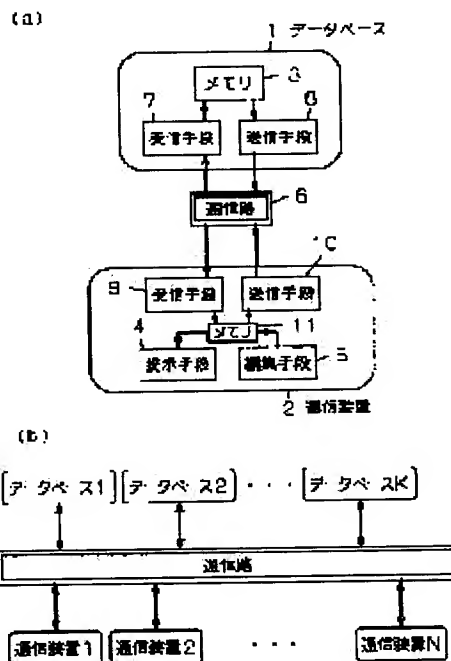 (a)
1 データベース
メモリ 3
7 受信手段 送信手段 8
通信路 6
9 受信手段 送信手段 10
4 メモリ 11
提示手段 編集手段 5
2 通信装置
(b)
データベース1 データベース2 ・・・ データベースK
通信路
通信装置1 通信装置2 ・・・ 通信装置N